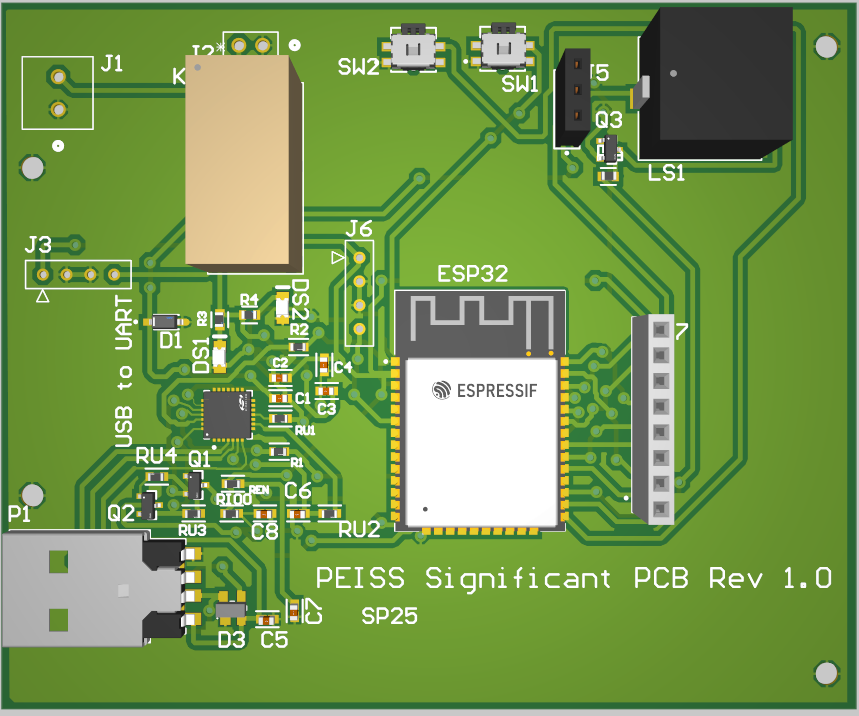 J1
J2*
K
SW2
SW1
J5
Q3
LS1
J3
J6
ESP32
USB to UART
D1
R3
R4
DS2
DS1
R2
C2
C4
C1
C3
RU1
R1
7
ESPRESSIF
RU4
Q1
REN
RIO0
C6
P1
Q2
RU3
C8
RU2
PEISS Significant PCB Rev 1.0
C7
SP25
D3
C5